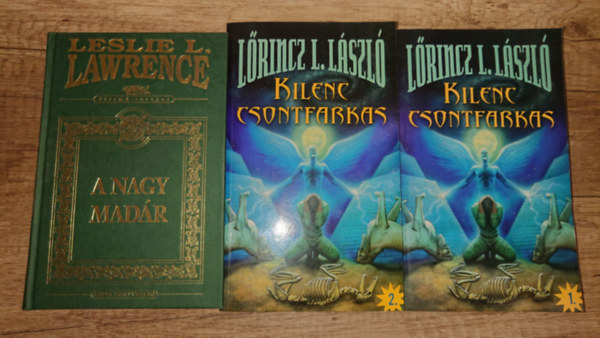 LESLIE L.
LAWRENCE
A NAGY
MADÁR
LŐRINCZ L. LÁSZLÓ
KILENC
CSONTFARKAS
2.
LŐRINCZ L. LÁSZLÓ
KILENC
CSONTFARKAS
1.